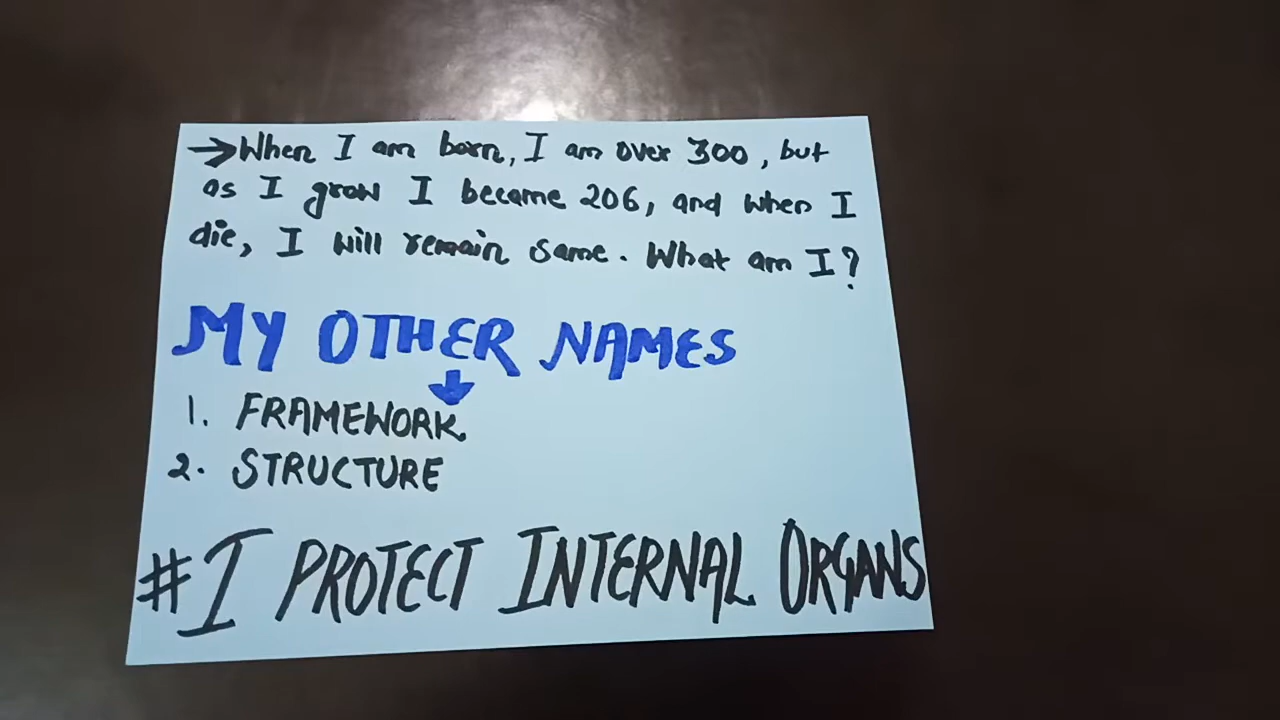 →When I am born, I am over 300, but
as I grow I became 206, and when I
die, I will remain same. What am I?
MY OTHER NAMES
1. FRAMEWORK.
2. STRUCTURE
#I PROTECT INTERNAL ORGANS